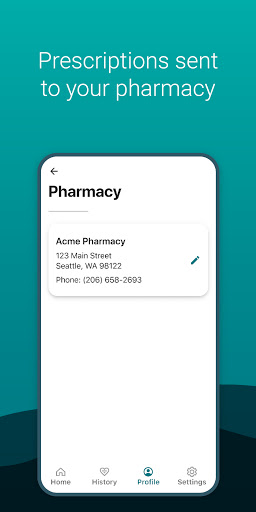 Prescriptions sent
to your pharmacy
Pharmacy
Acme Pharmacy
123 Main Street
Seattle, WA 98122
Phone: (206) 658-2693
Home History Profile Settings